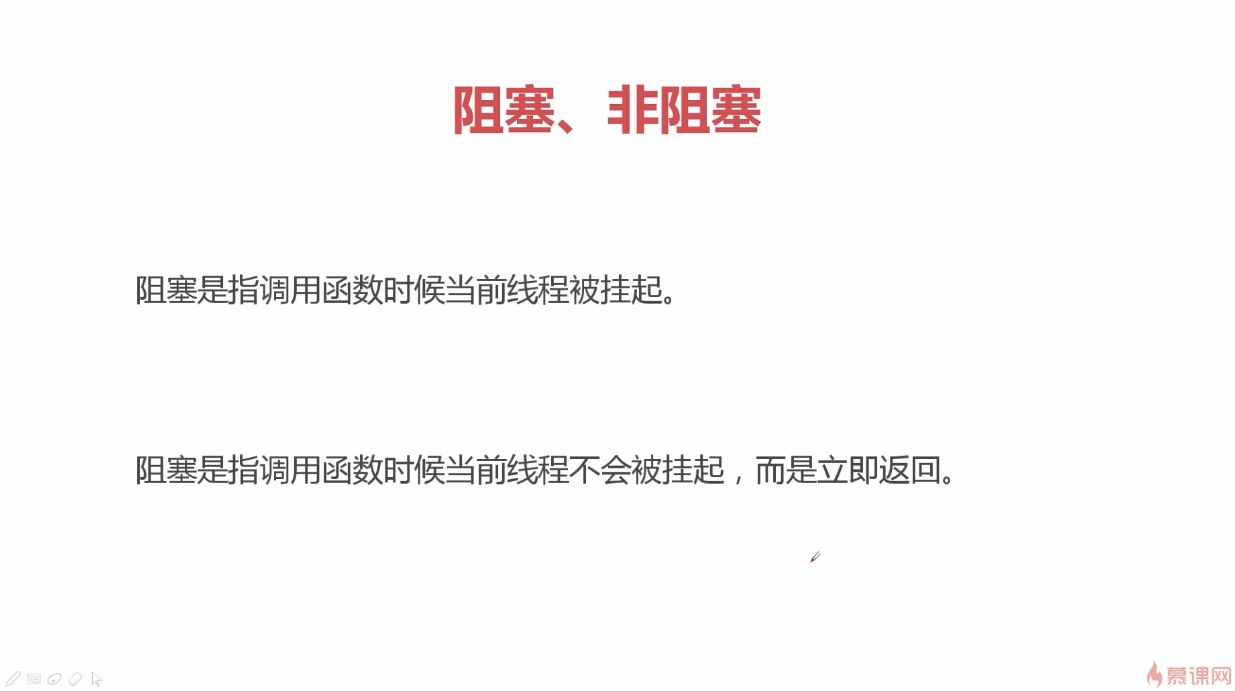 阻塞、非阻塞
阻塞是指调用函数时候当前线程被挂起。
阻塞是指调用函数时候当前线程不会被挂起，而是立即返回。
慕课网